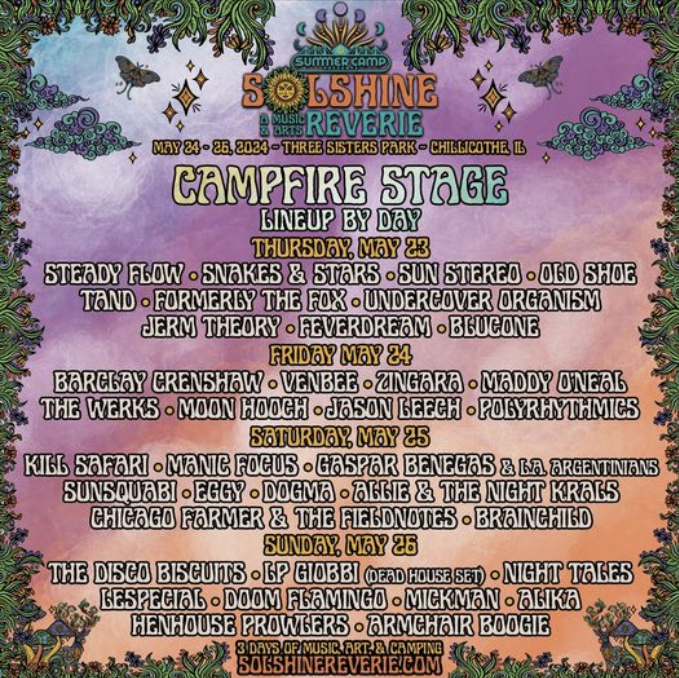 SUMMER CAMP
PRESENTS
SOLSHINE
A MUSIC & ARTS REVERIE
MAY 24 - 26, 2024 ~ THREE SISTERS PARK ~ CHILLICOTHE, IL
CAMPFIRE STAGE
LINEUP BY DAY
THURSDAY, MAY 23
STEADY FLOW • SNAKES & STARS • SUN STEREO • OLD SHOE
TAND • FORMERLY THE FOX • UNDERCOVER ORGANISM
JERM THEORY • FEVERDREAM • BLUCONE
FRIDAY MAY 24
BARCLAY CRENSHAW • VENBEE • ZINGARA • MADDY O'NEAL
THE WERKS • MOON HOOCH • JASON LEECH • POLYRHYTHMICS
SATURDAY, MAY 25
KILL SAFARI • MANIC FOCUS • GASPAR BENEGAS & L.A. ARGENTINIANS
SUNSQUABI • EGGY • DOGMA • ALLIE & THE NIGHT KRALS
CHICAGO FARMER & THE FIELDNOTES • BRAINCHILD
SUNDAY, MAY 26
THE DISCO BISCUITS • LP GIOBBI (DEAD HOUSE SET) • NIGHT TALES
LESPECIAL • DOOM FLAMINGO • MICKMAN • ALIKA
HENHOUSE PROWLERS • ARMCHAIR BOOGIE
3 DAYS OF MUSIC, ART, & CAMPING
SOLSHINEREVERIE.COM